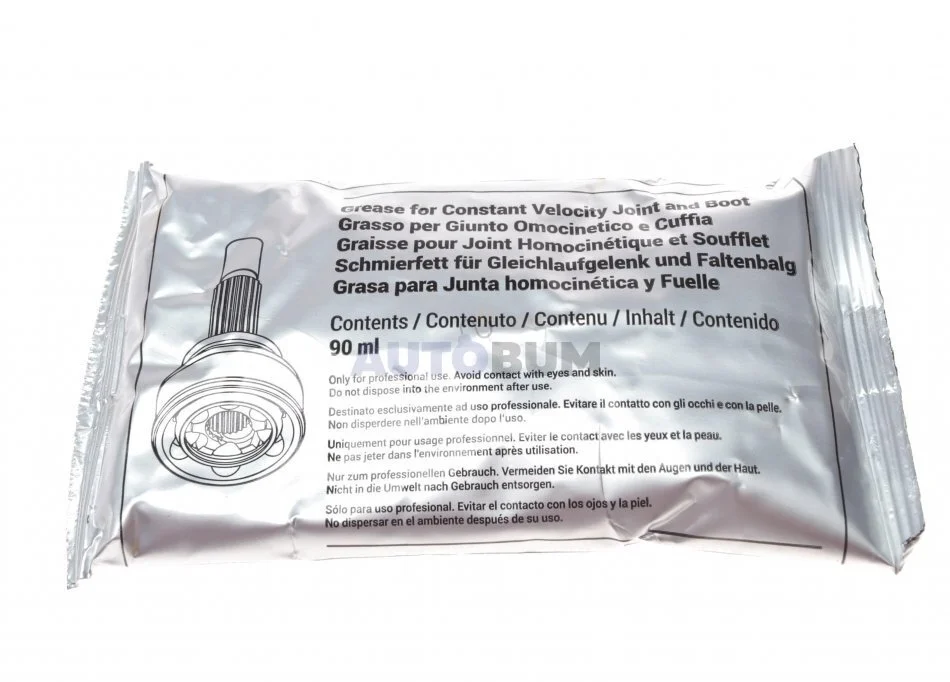 Grease for Constant Velocity Joint and Boot
Grasso per Giunto Omocinetico e Cuffia
Graisse pour Joint Homocinétique et Soufflet
Schmierfett für Gleichlaufgelenk und Faltenbalg
Grasa para Junta homocinética y Fuelle
Contents / Contenuto / Contenu / Inhalt / Contenido
90 ml
AUTOBUM
Only for professional use. Avoid contact with eyes and skin.
Do not dispose into the environment after use.
Destinato esclusivamente ad uso professionale. Evitare il contatto con gli occhi e con la pelle.
Non disperdere nell'ambiente dopo l'uso.
Uniquement pour usage professionnel. Eviter le contact avec les yeux et la peau.
Ne pas jeter dans l'environnement après utilisation.
Nur zum professionellen Gebrauch. Vermeiden Sie Kontakt mit den Augen und der Haut.
Nicht in die Umwelt nach Gebrauch entsorgen.
Sólo para uso profesional. Evitar el contacto con los ojos y la piel.
No dispersar en el ambiente después de su uso.